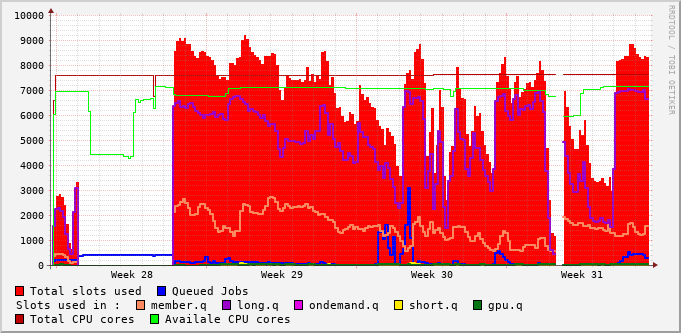 10000
9000
8000
7000
6000
5000
4000
3000
2000
1000
0
Week 28 Week 29 Week 30 Week 31
RRDTOOL / TOBI OETIKER
Total slots used Queued Jobs
Slots used in : member.q long.q ondemand.q short.q gpu.q
Total CPU cores Availale CPU cores